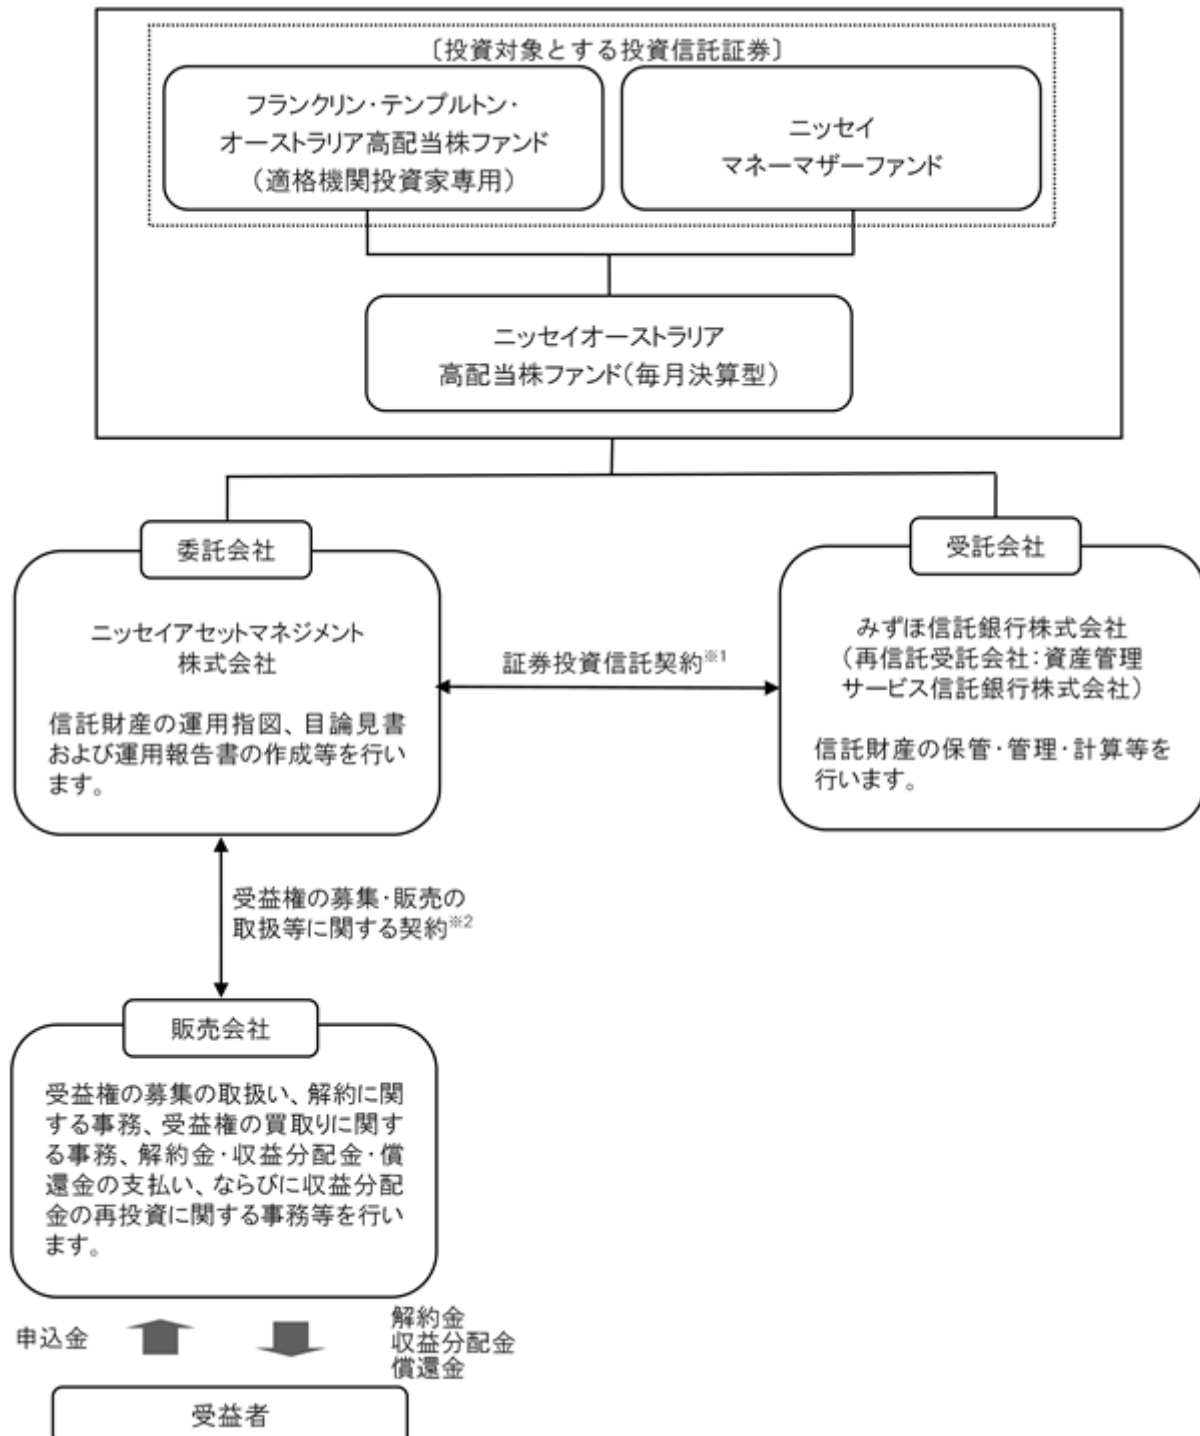 〔投資対象とする投資信託証券〕
フランクリン・テンプルトン・
オーストラリア高配当株ファンド
（適格機関投資家専用）
ニッセイ
マネーマザーファンド
ニッセイオーストラリア
高配当株ファンド（毎月決算型）
委託会社
ニッセイアセットマネジメント
株式会社
信託財産の運用指図、目論見書
および運用報告書の作成等を行い
ます。
証券投資信託契約※1
受託会社
みずほ信託銀行株式会社
（再信託受託会社：資産管理
サービス信託銀行株式会社）
信託財産の保管・管理・計算等を
行います。
受益権の募集・販売の
取扱等に関する契約※2
販売会社
受益権の募集の取扱い、解約に関
する事務、受益権の買取りに関す
る事務、解約金・収益分配金・償
還金の支払い、ならびに収益分配
金の再投資に関する事務等を行い
ます。
申込金
解約金
収益分配金
償還金
受益者